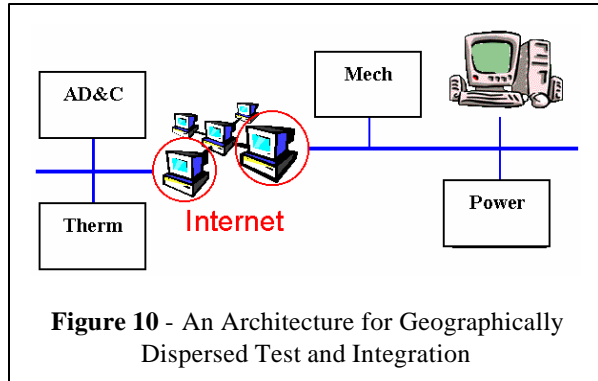 AD&C
Mech
Therm
Internet
Power
Figure 10 - An Architecture for Geographically
Dispersed Test and Integration